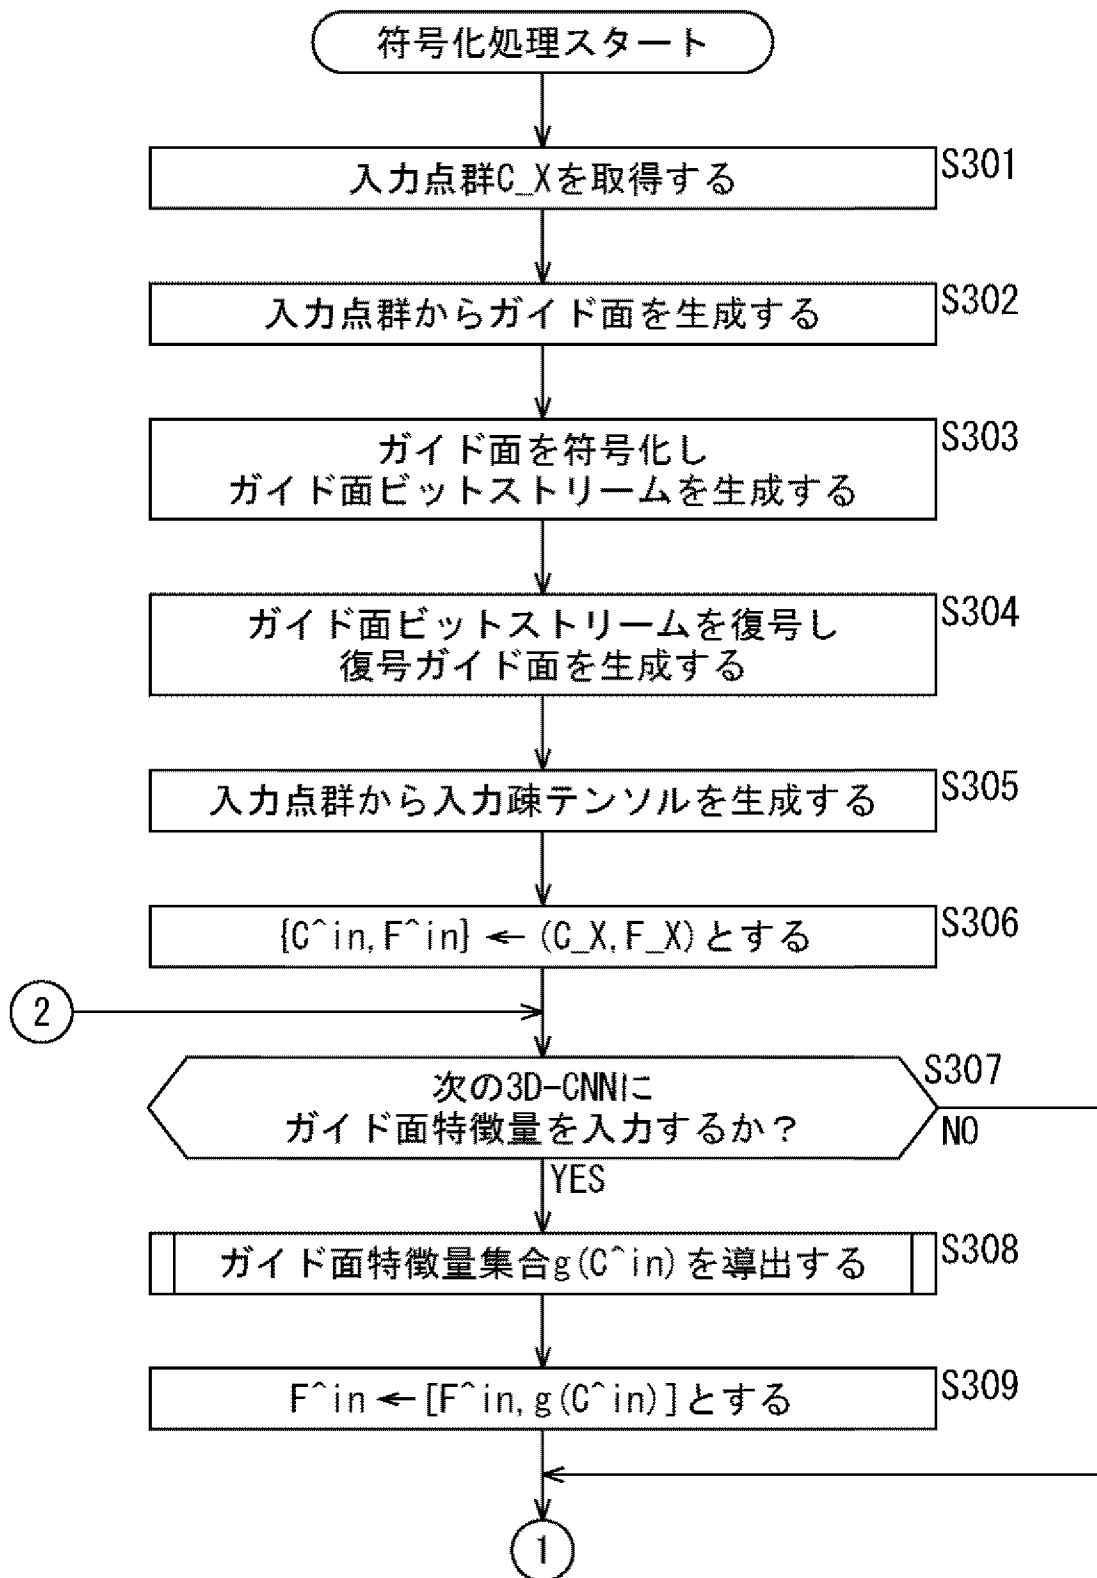 符号化処理スタート
S301
入力点群C_Xを取得する
S302
入力点群からガイド面を生成する
S303
ガイド面を符号化し
ガイド面ビットストリームを生成する
S304
ガイド面ビットストリームを復号し
復号ガイド面を生成する
S305
入力点群から入力疎テンソルを生成する
S306
{C^in,F^in}←(C_X,F_X)とする
2
S307
次の3D-CNNに
ガイド面特徴量を入力するか？
NO
YES
S308
ガイド面特徴量集合g(C^in)を導出する
S309
F^in←[F^in,g(C^in)]とする
1